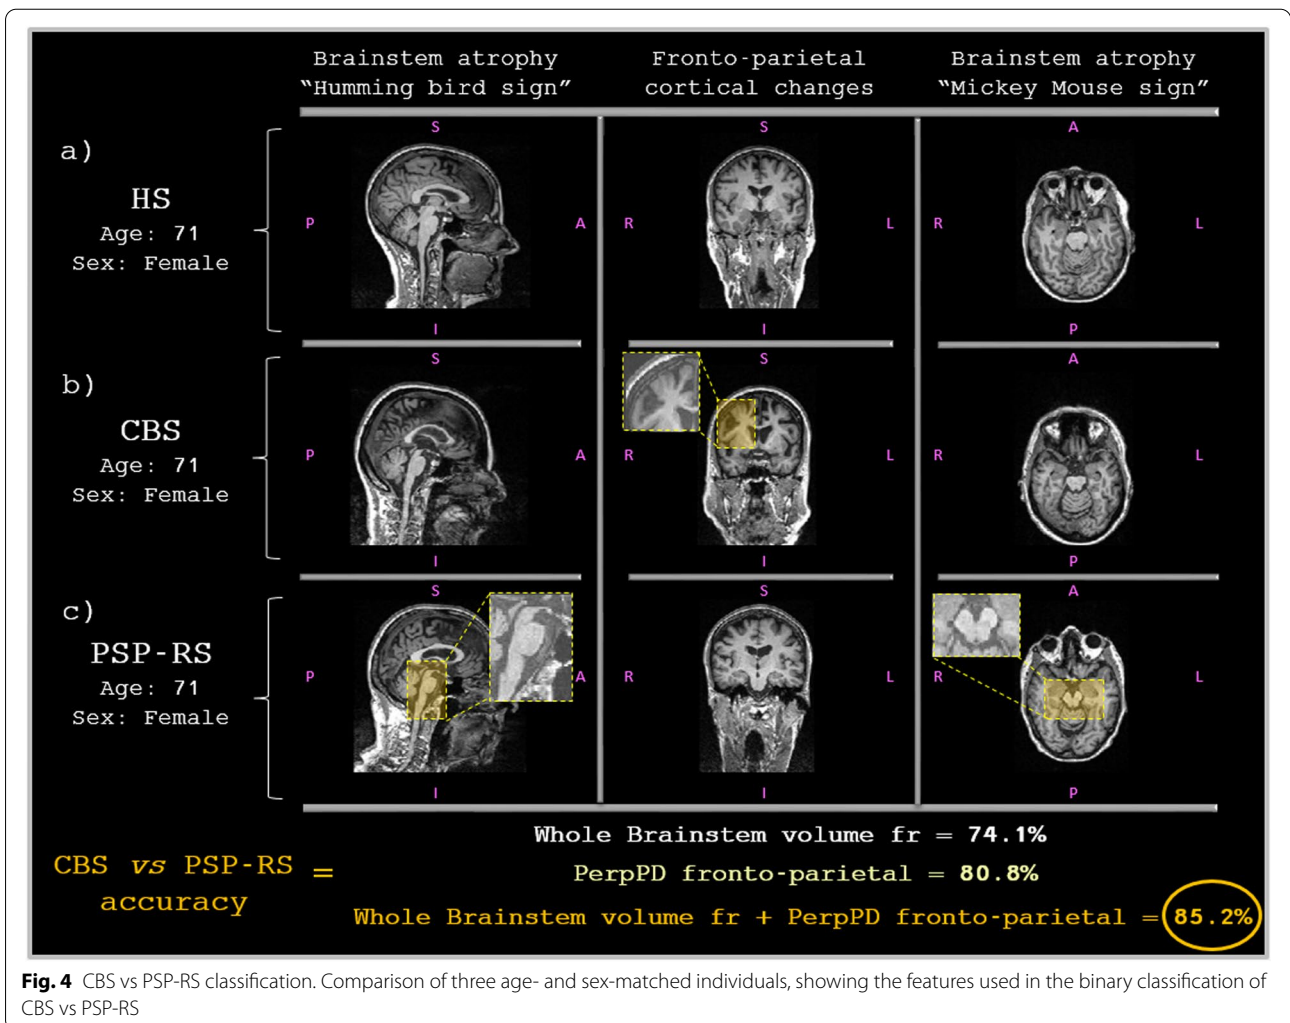 Brainstem atrophy
“Humming bird sign”
Fronto-parietal
cortical changes
Brainstem atrophy
“Mickey Mouse sign”
a)
HS
Age: 71
Sex: Female
S
P
A
I
S
R
L
I
A
R
L
P
b)
CBS
Age: 71
Sex: Female
S
P
A
I
S
R
L
I
A
R
L
P
c)
PSP-RS
Age: 71
Sex: Female
S
P
A
I
S
R
L
I
A
R
L
P
CBS vs PSP-RS =
accuracy
Whole Brainstem volume fr = 74.1%
PerpPD fronto-parietal = 80.8%
Whole Brainstem volume fr + PerpPD fronto-parietal = 85.2%
Fig. 4 CBS vs PSP-RS classification. Comparison of three age- and sex-matched individuals, showing the features used in the binary classification of
CBS vs PSP-RS